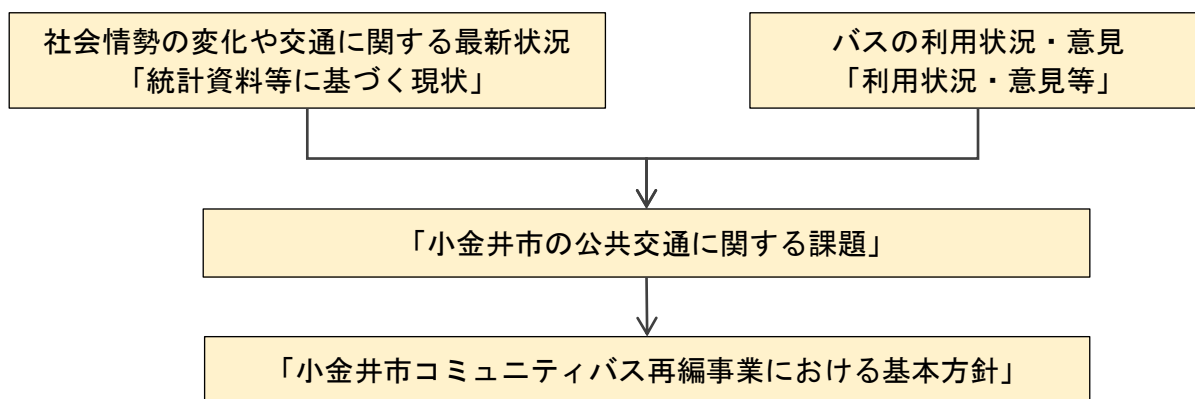 社会情勢の変化や交通に関する最新状況
「統計資料等に基づく現状」
バスの利用状況・意見
「利用状況・意見等」
「小金井市の公共交通に関する課題」
「小金井市コミュニティバス再編事業における基本方針」